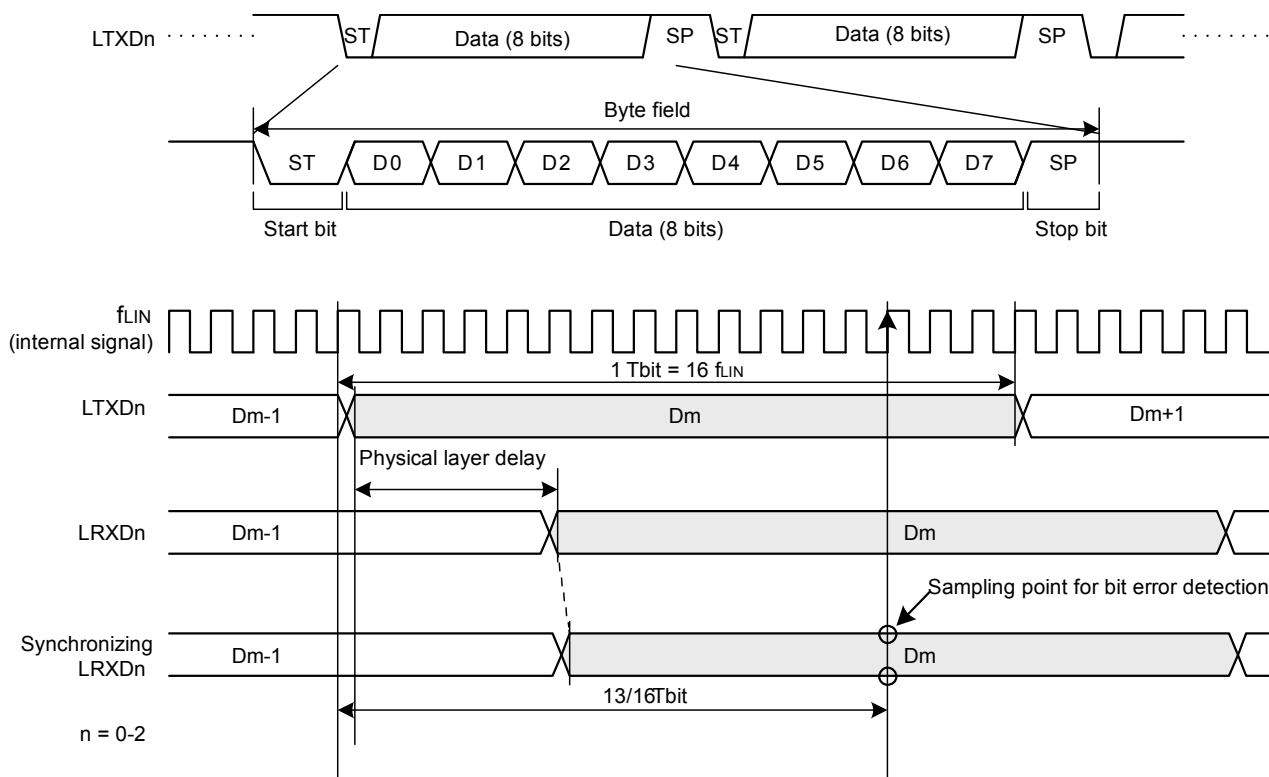 LTXDn
ST
Data (8 bits)
SP
ST
Data (8 bits)
SP
Byte field
ST
D0
D1
D2
D3
D4
D5
D6
D7
SP
Start bit
Data (8 bits)
Stop bit
fLIN
(internal signal)
1 Tbit = 16 fLIN
LTXDn
Dm-1
Dm
Dm+1
Physical layer delay
LRXDn
Dm-1
Dm
Sampling point for bit error detection
Synchronizing
LRXDn
Dm-1
Dm
13/16Tbit
n = 0-2